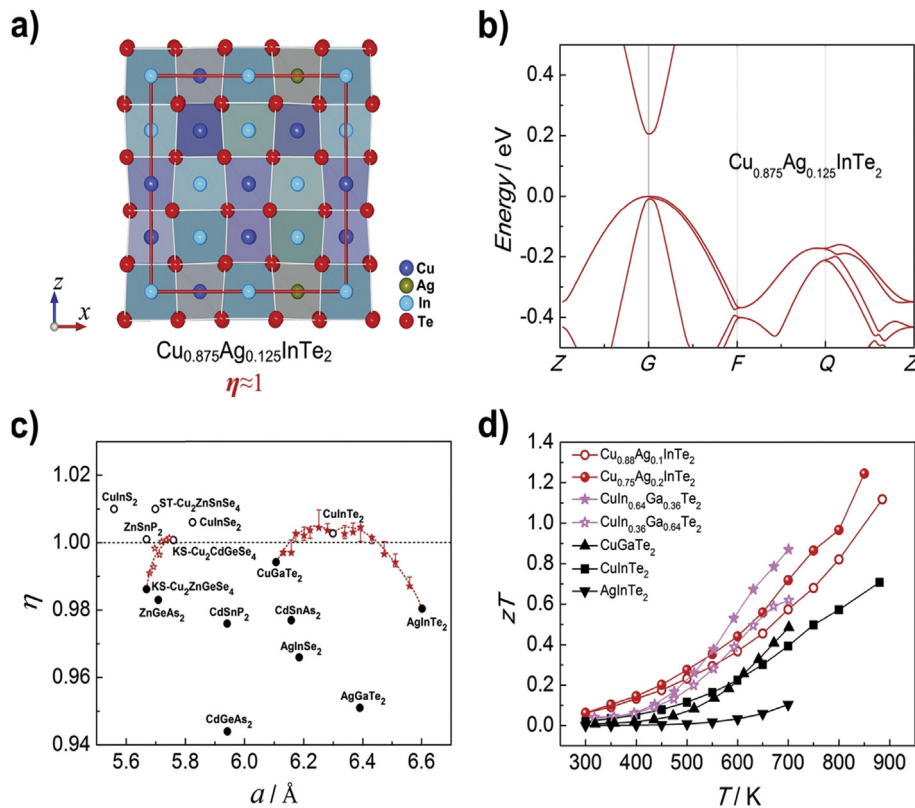 a)
Cu
Ag
In
Te
z
x
Cu0.875Ag0.125InTe2
η≈1
b)
Energy / eV
0.4
0.2
0.0
-0.2
-0.4
Cu0.875Ag0.125InTe2
Z G F Q Z
c)
η
1.02
1.00
0.98
0.96
0.94
CuInS2
ST-Cu2ZnSnSe4
ZnSnP2
CuInSe2
CuInTe2
KS-Cu2CdGeSe4
CuGaTe2
KS-Cu2ZnGeSe4
ZnGeAs2
CdSnP2
CdSnAs2
AgInTe2
AgInSe2
AgGaTe2
CdGeAs2
5.6 5.8 6.0 6.2 6.4 6.6
a / Å
d)
zT
1.4
1.2
1.0
0.8
0.6
0.4
0.2
0.0
Cu0.88Ag0.1InTe2
Cu0.75Ag0.2InTe2
CuIn0.64Ga0.36Te2
CuIn0.36Ga0.64Te2
CuGaTe2
CuInTe2
AgInTe2
300 400 500 600 700 800 900
T / K